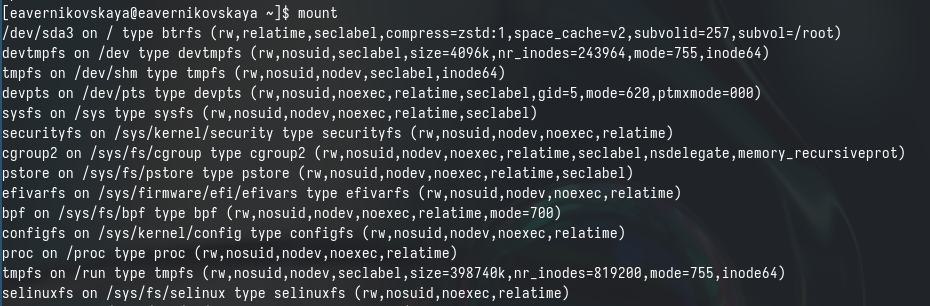 [eavernikovskaya@eavernikovskaya ~]$ mount
/dev/sda3 on / type btrfs (rw,relatime,seclabel,compress=zstd:1,space_cache=v2,subvolid=257,subvol=/root)
devtmpfs on /dev type devtmpfs (rw,nosuid,seclabel,size=4096k,nr_inodes=243964,mode=755,inode64)
tmpfs on /dev/shm type tmpfs (rw,nosuid,nodev,seclabel,inode64)
devpts on /dev/pts type devpts (rw,nosuid,noexec,relatime,seclabel,gid=5,mode=620,ptmxmode=000)
sysfs on /sys type sysfs (rw,nosuid,nodev,noexec,relatime,seclabel)
securityfs on /sys/kernel/security type securityfs (rw,nosuid,nodev,noexec,relatime)
cgroup2 on /sys/fs/cgroup type cgroup2 (rw,nosuid,nodev,noexec,relatime,seclabel,nsdelegate,memory_recursiveprot)
pstore on /sys/fs/pstore type pstore (rw,nosuid,nodev,noexec,relatime,seclabel)
efivarfs on /sys/firmware/efi/efivars type efivarfs (rw,nosuid,nodev,noexec,relatime)
bpf on /sys/fs/bpf type bpf (rw,nosuid,nodev,noexec,relatime,mode=700)
configfs on /sys/kernel/config type configfs (rw,nosuid,nodev,noexec,relatime)
proc on /proc type proc (rw,nosuid,nodev,noexec,relatime)
tmpfs on /run type tmpfs (rw,nosuid,nodev,seclabel,size=398740k,nr_inodes=819200,mode=755,inode64)
selinuxfs on /sys/fs/selinux type selinuxfs (rw,nosuid,noexec,relatime)